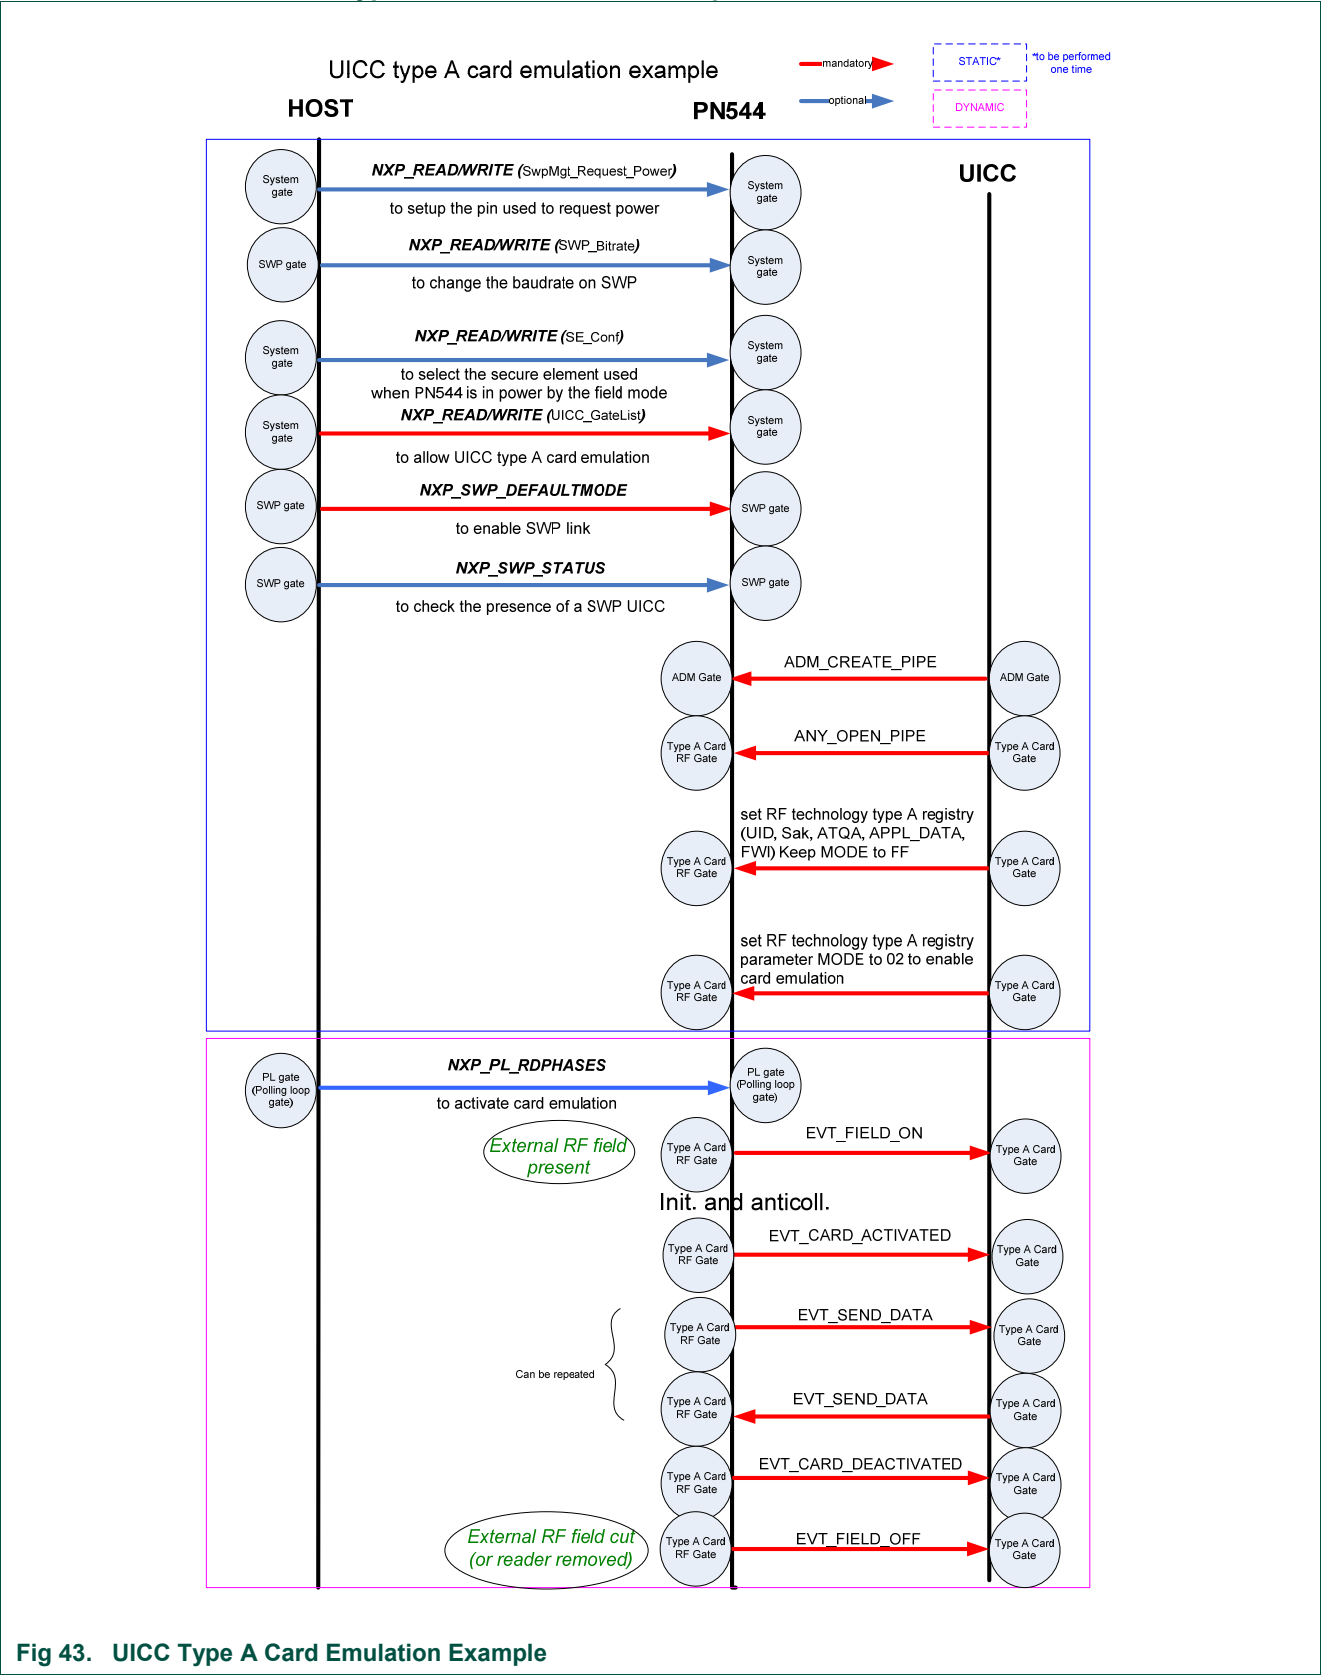 UICC type A card emulation example
mandatory
optional
STATIC*
*to be performed
one time
DYNAMIC
HOST
PN544
UICC
System
gate
NXP_READ/WRITE (SwpMgt_Request_Power)
to setup the pin used to request power
System
gate
SWP gate
NXP_READ/WRITE (SWP_Bitrate)
to change the baudrate on SWP
System
gate
System
gate
NXP_READ/WRITE (SE_Conf)
to select the secure element used
when PN544 is in power by the field mode
System
gate
System
gate
NXP_READ/WRITE (UICC_GateList)
to allow UICC type A card emulation
System
gate
SWP gate
NXP_SWP_DEFAULTMODE
to enable SWP link
SWP gate
SWP gate
NXP_SWP_STATUS
to check the presence of a SWP UICC
SWP gate
ADM Gate
ADM_CREATE_PIPE
ADM Gate
Type A Card
RF Gate
ANY_OPEN_PIPE
Type A Card
Gate
set RF technology type A registry
(UID, Sak, ATQA, APPL_DATA,
FWI) Keep MODE to FF
Type A Card
RF Gate
Type A Card
Gate
set RF technology type A registry
parameter MODE to 02 to enable
card emulation
Type A Card
RF Gate
Type A Card
Gate
PL gate
(Polling loop
gate)
NXP_PL_RDPHASES
to activate card emulation
PL gate
(Polling loop
gate)
External RF field
present
Type A Card
RF Gate
EVT_FIELD_ON
Type A Card
Gate
Init. and anticoll.
Type A Card
RF Gate
EVT_CARD_ACTIVATED
Type A Card
Gate
Type A Card
RF Gate
EVT_SEND_DATA
Type A Card
Gate
Can be repeated
Type A Card
RF Gate
EVT_SEND_DATA
Type A Card
Gate
Type A Card
RF Gate
EVT_CARD_DEACTIVATED
Type A Card
Gate
External RF field cut
(or reader removed)
Type A Card
RF Gate
EVT_FIELD_OFF
Type A Card
Gate
Fig 43. UICC Type A Card Emulation Example